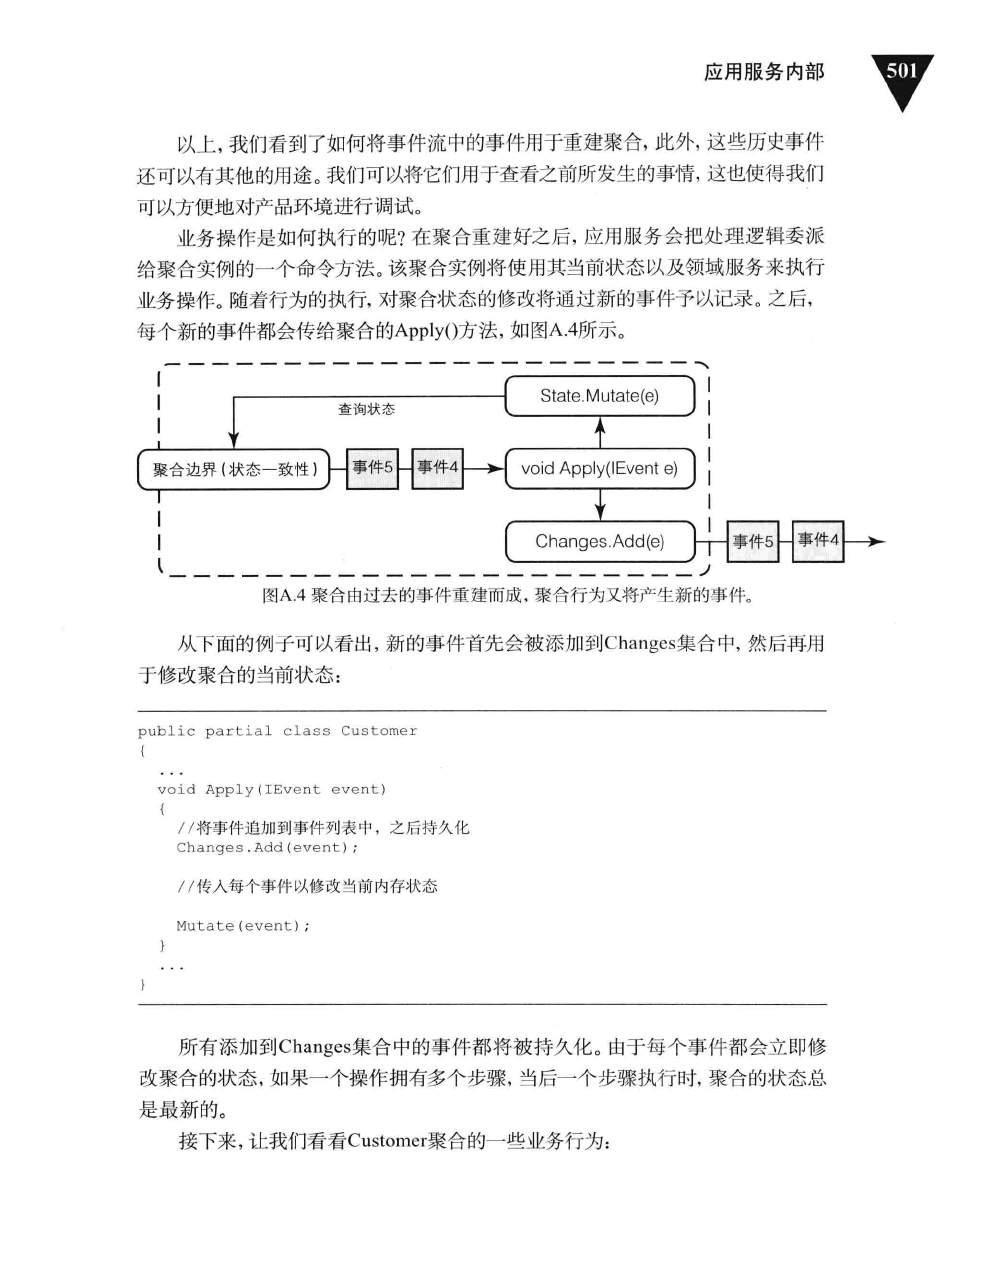 应用服务内部
501
以上，我们看到了如何将事件流中的事件用于重建聚合，此外，这些历史事件
还可以有其他的用途。我们可以将它们用于查看之前所发生的事情，这也使得我们
可以方便地对产品环境进行调试。
业务操作是如何执行的呢？在聚合重建好之后，应用服务会把处理逻辑委派
给聚合实例的一个命令方法。该聚合实例将使用其当前状态以及领域服务来执行
业务操作。随着行为的执行，对聚合状态的修改将通过新的事件予以记录。之后，
每个新的事件都会传给聚合的Apply()方法，如图A.4所示。
State.Mutate(e)
查询状态
聚合边界（状态一致性）
事件5
事件4
void Apply(IEvent e)
Changes.Add(e)
事件5
事件4
图A.4 聚合由过去的事件重建而成，聚合行为又将产生新的事件。
从下面的例子可以看出，新的事件首先会被添加到Changes集合中，然后再用
于修改聚合的当前状态：
public partial class Customer
{
...
void Apply(IEvent event)
{
//将事件追加到事件列表中，之后持久化
Changes.Add(event);
//传入每个事件以修改当前内存状态
Mutate(event);
}
...
}
所有添加到Changes集合中的事件都将被持久化。由于每个事件都会立即修
改聚合的状态，如果一个操作拥有多个步骤，当后一个步骤执行时，聚合的状态总
是最新的。
接下来，让我们看看Customer聚合的一些业务行为：